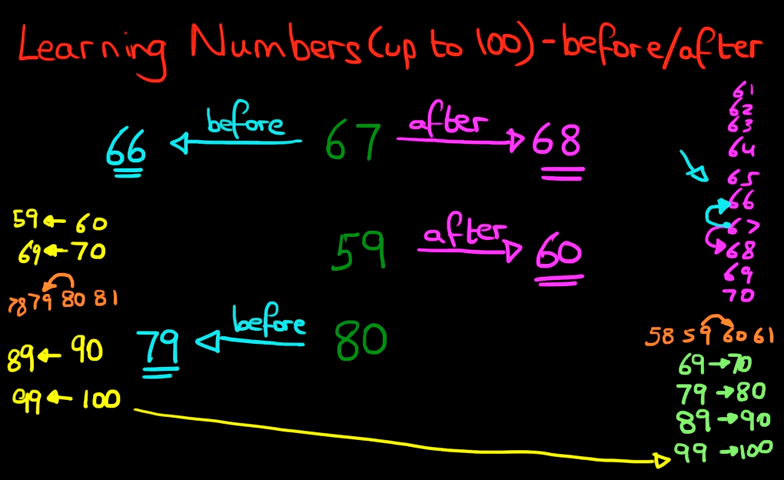 Learning Numbers (up to 100) - before/after
66 ← before 67 after → 68
59 after → 60
79 ← before 80
59 ← 60
69 ← 70
78 79 80 81
89 ← 90
99 ← 100
61
62
63
64
65
66
67
68
69
70
58 59 60 61
69 → 70
79 → 80
89 → 90
99 → 100